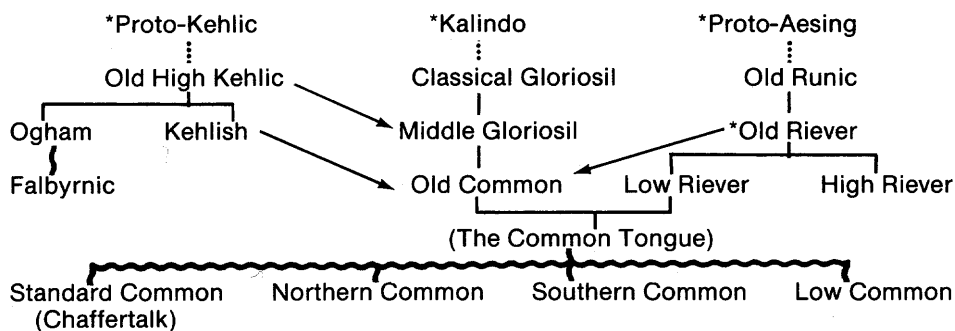 *Proto-Kehlic *Kalindo *Proto-Aesing
Old High Kehlic Classical Gloriosil Old Runic
Ogham Kehlish Middle Gloriosil *Old Riever
Falbyrnic Old Common Low Riever High Riever
(The Common Tongue)
Standard Common Northern Common Southern Common Low Common
(Chaffertalk)